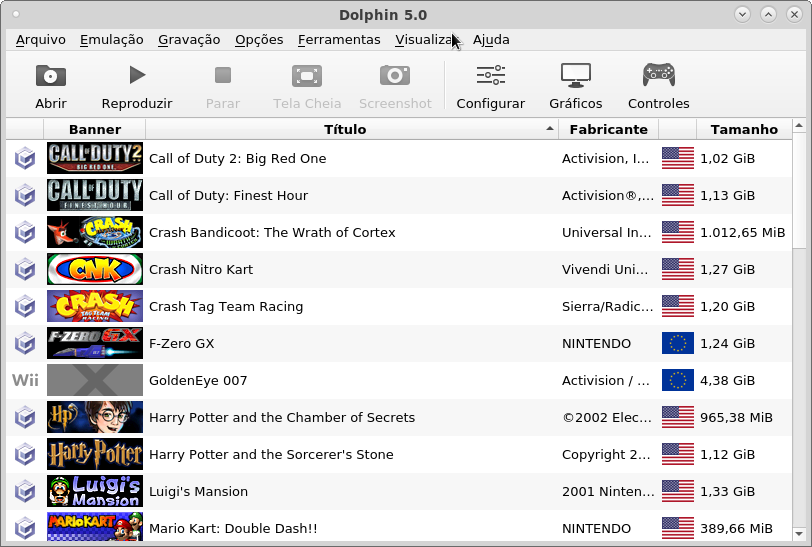 Dolphin 5.0
Arquivo Emulação Gravação Opções Ferramentas Visualiza Ajuda
Abrir Reproduzir Parar Tela Cheia Screenshot Configurar Gráficos Controles
Banner Título Fabricante Tamanho
CALL OF DUTY 2 BIG RED ONE Call of Duty 2: Big Red One Activision, I... 1,02 GiB
CALL OF DUTY FINEST HOUR Call of Duty: Finest Hour Activision®,... 1,13 GiB
CRASH Crash Bandicoot: The Wrath of Cortex Universal In... 1.012,65 MiB
CNK Crash Nitro Kart Vivendi Uni... 1,27 GiB
CRASH TAG TEAM RACING Crash Tag Team Racing Sierra/Radic... 1,20 GiB
F-ZERO GX F-Zero GX NINTENDO 1,24 GiB
Wii GoldenEye 007 Activision / ... 4,38 GiB
HP Harry Potter and the Chamber of Secrets ©2002 Elec... 965,38 MiB
Harry Potter Harry Potter and the Sorcerer's Stone Copyright 2... 1,12 GiB
Luigi's Mansion Luigi's Mansion 2001 Ninten... 1,33 GiB
MARIO KART Mario Kart: Double Dash!! NINTENDO 389,66 MiB